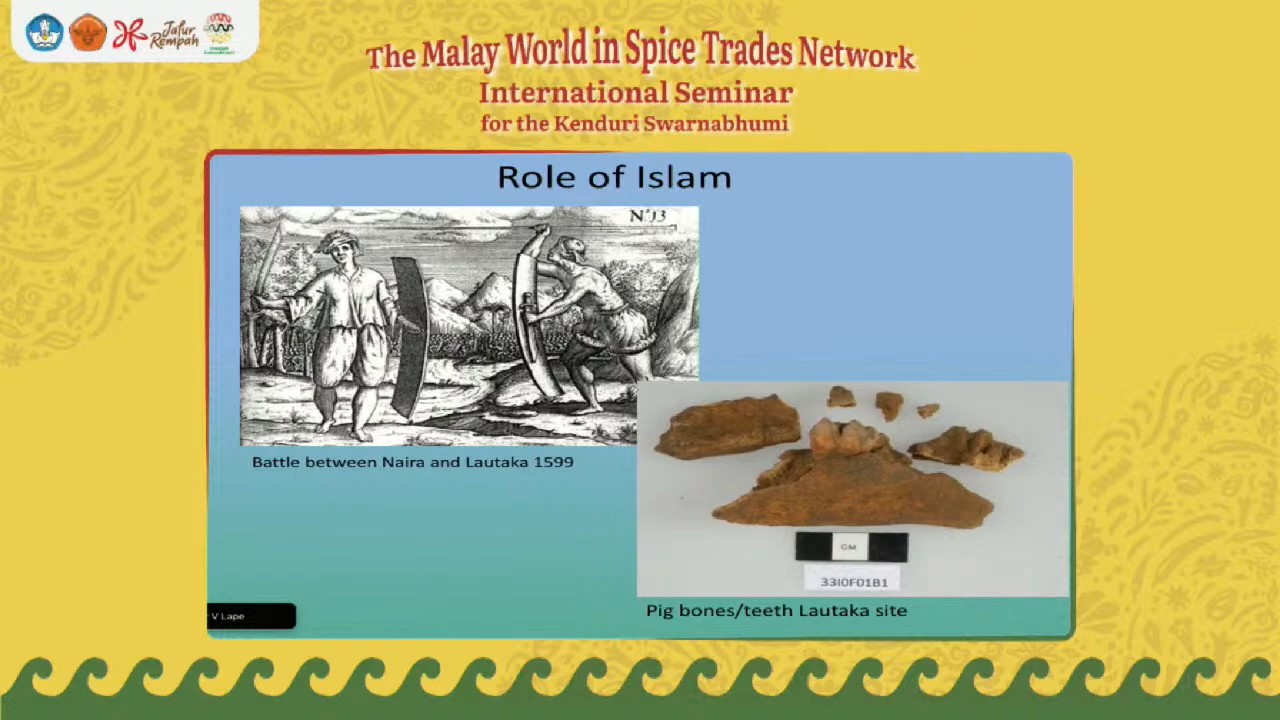 Jalur
Rempah
The Malay World in Spice Trades Network
International Seminar
for the Kenduri Swarnabhumi
Role of Islam
N°13
Battle between Naira and Lautaka 1599
CM
33I0F01B1
Pig bones/teeth Lautaka site
V Lape